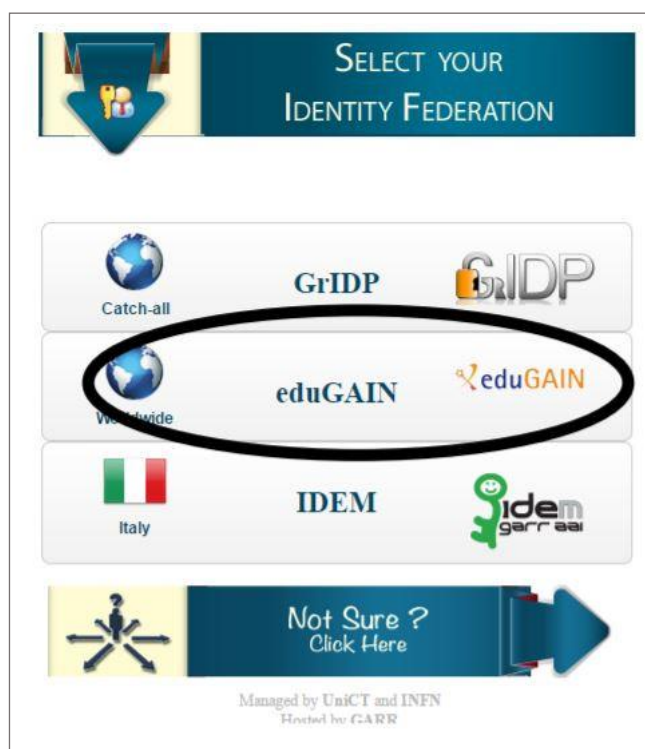 SELECT YOUR
IDENTITY FEDERATION
Catch-all
GrIDP
GrIDP
Worldwide
eduGAIN
eduGAIN
Italy
IDEM
idem
garr aai
Not Sure ?
Click Here
Managed by UniCT and INFN
Hosted by GARR